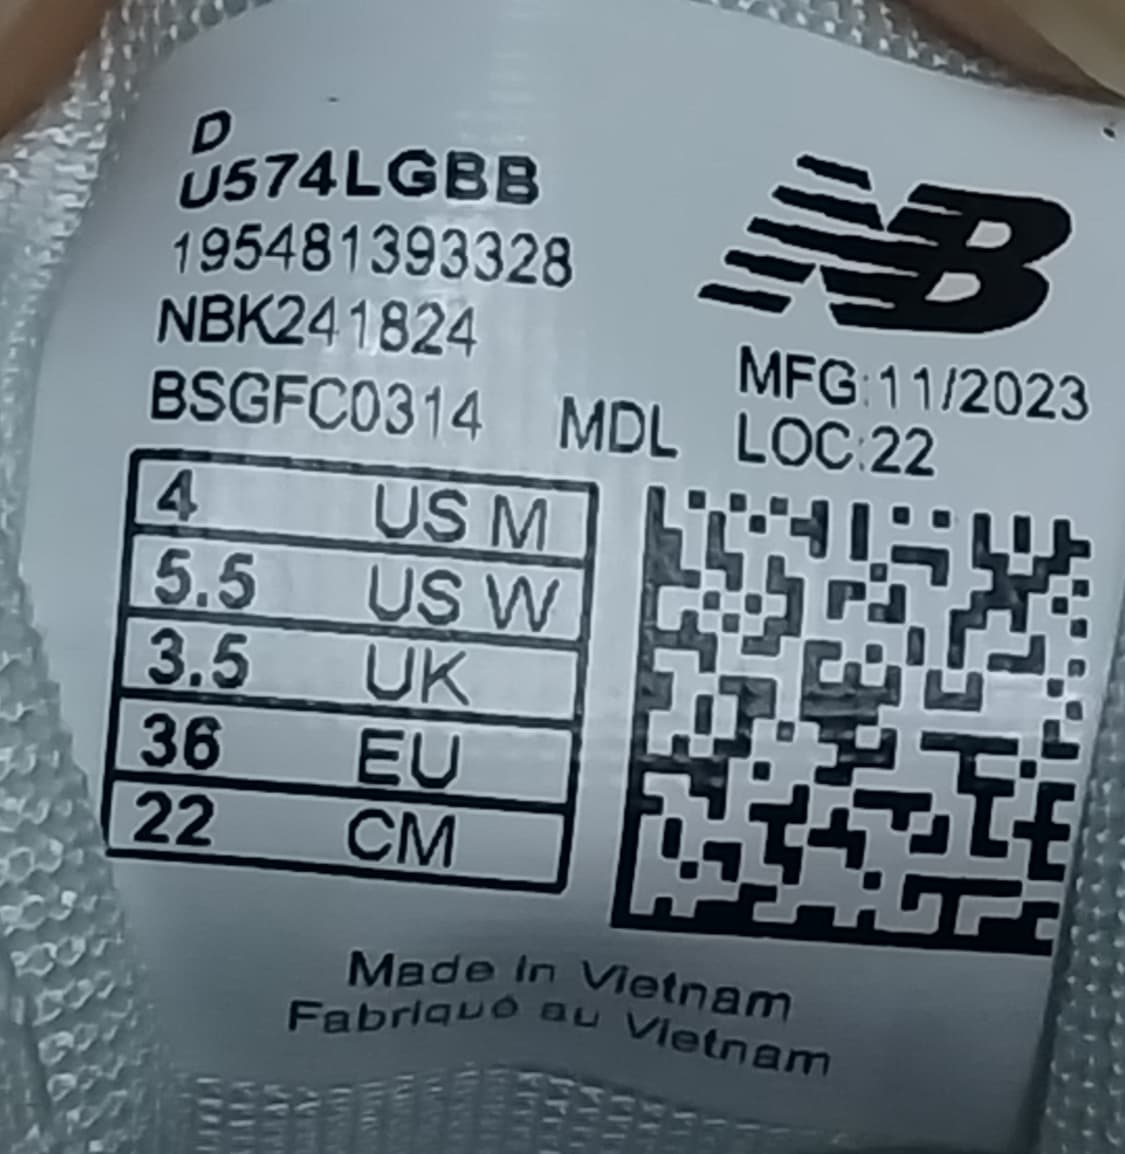 D
U574LGBB
195481393328
NBK241824
BSGFC0314 MDL
NB
MFG:11/2023
LOC:22
4 US M
5.5 US W
3.5 UK
36 EU
22 CM
Made in Vietnam
Fabriqué au Vietnam